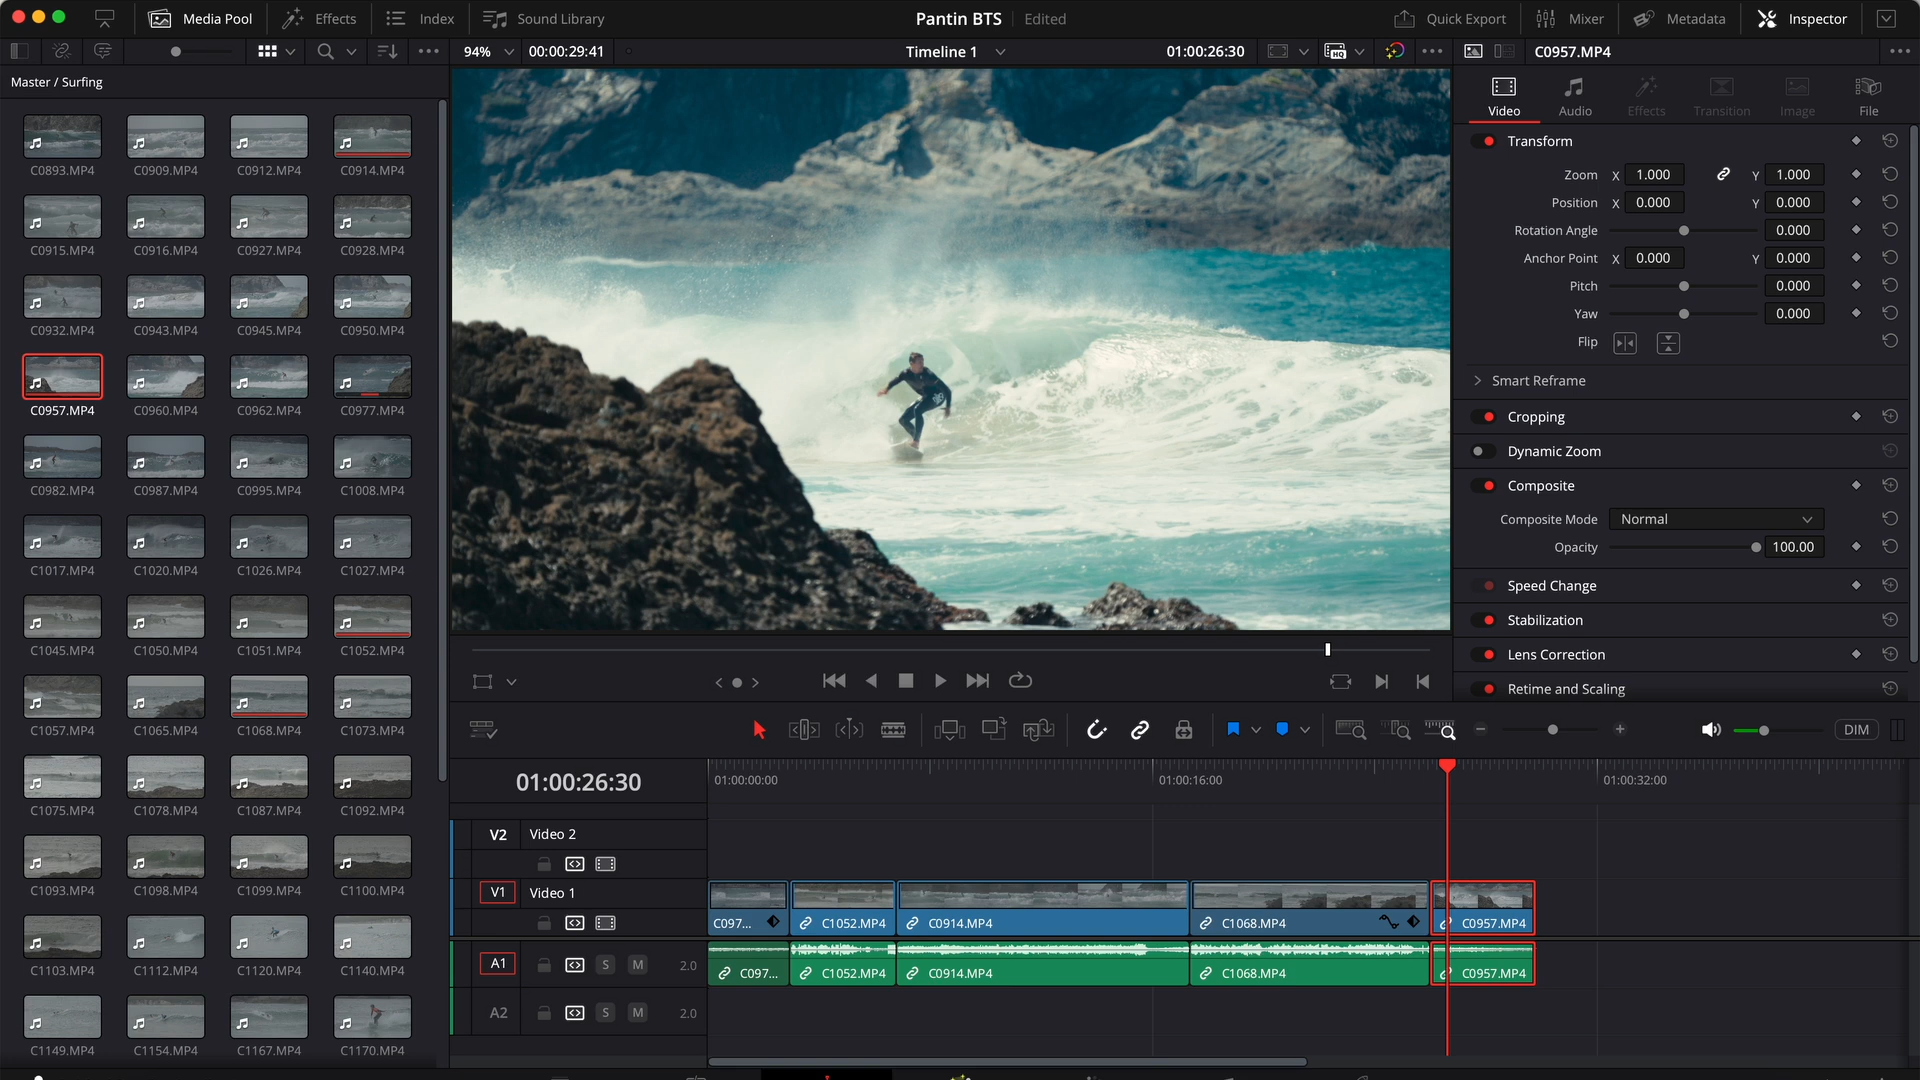 Media Pool
Effects
Index
Sound Library
Pantin BTS
Edited
Quick Export
Mixer
Metadata
Inspector
94%
00:00:29:41
Timeline 1
01:00:26:30
HQ
C0957.MP4
Master / Surfing
C0893.MP4 C0909.MP4 C0912.MP4 C0914.MP4
C0915.MP4 C0916.MP4 C0927.MP4 C0928.MP4
C0932.MP4 C0943.MP4 C0945.MP4 C0950.MP4
C0957.MP4 C0960.MP4 C0962.MP4 C0977.MP4
C0982.MP4 C0987.MP4 C0995.MP4 C1008.MP4
C1017.MP4 C1020.MP4 C1026.MP4 C1027.MP4
C1045.MP4 C1050.MP4 C1051.MP4 C1052.MP4
C1057.MP4 C1065.MP4 C1068.MP4 C1073.MP4
C1075.MP4 C1078.MP4 C1087.MP4 C1092.MP4
C1093.MP4 C1098.MP4 C1099.MP4 C1100.MP4
C1103.MP4 C1112.MP4 C1120.MP4 C1140.MP4
C1149.MP4 C1154.MP4 C1167.MP4 C1170.MP4
Video Audio Effects Transition Image File
Transform
Zoom X 1.000 Y 1.000
Position X 0.000 Y 0.000
Rotation Angle 0.000
Anchor Point X 0.000 Y 0.000
Pitch 0.000
Yaw 0.000
Flip
Smart Reframe
Cropping
Dynamic Zoom
Composite
Composite Mode Normal
Opacity 100.00
Speed Change
Stabilization
Lens Correction
Retime and Scaling
DIM
01:00:26:30
01:00:00:00 01:00:16:00 01:00:32:00
V2 Video 2
V1 Video 1
C097... C1052.MP4 C0914.MP4 C1068.MP4 C0957.MP4
A1 S M 2.0
C097... C1052.MP4 C0914.MP4 C1068.MP4 C0957.MP4
A2 S M 2.0